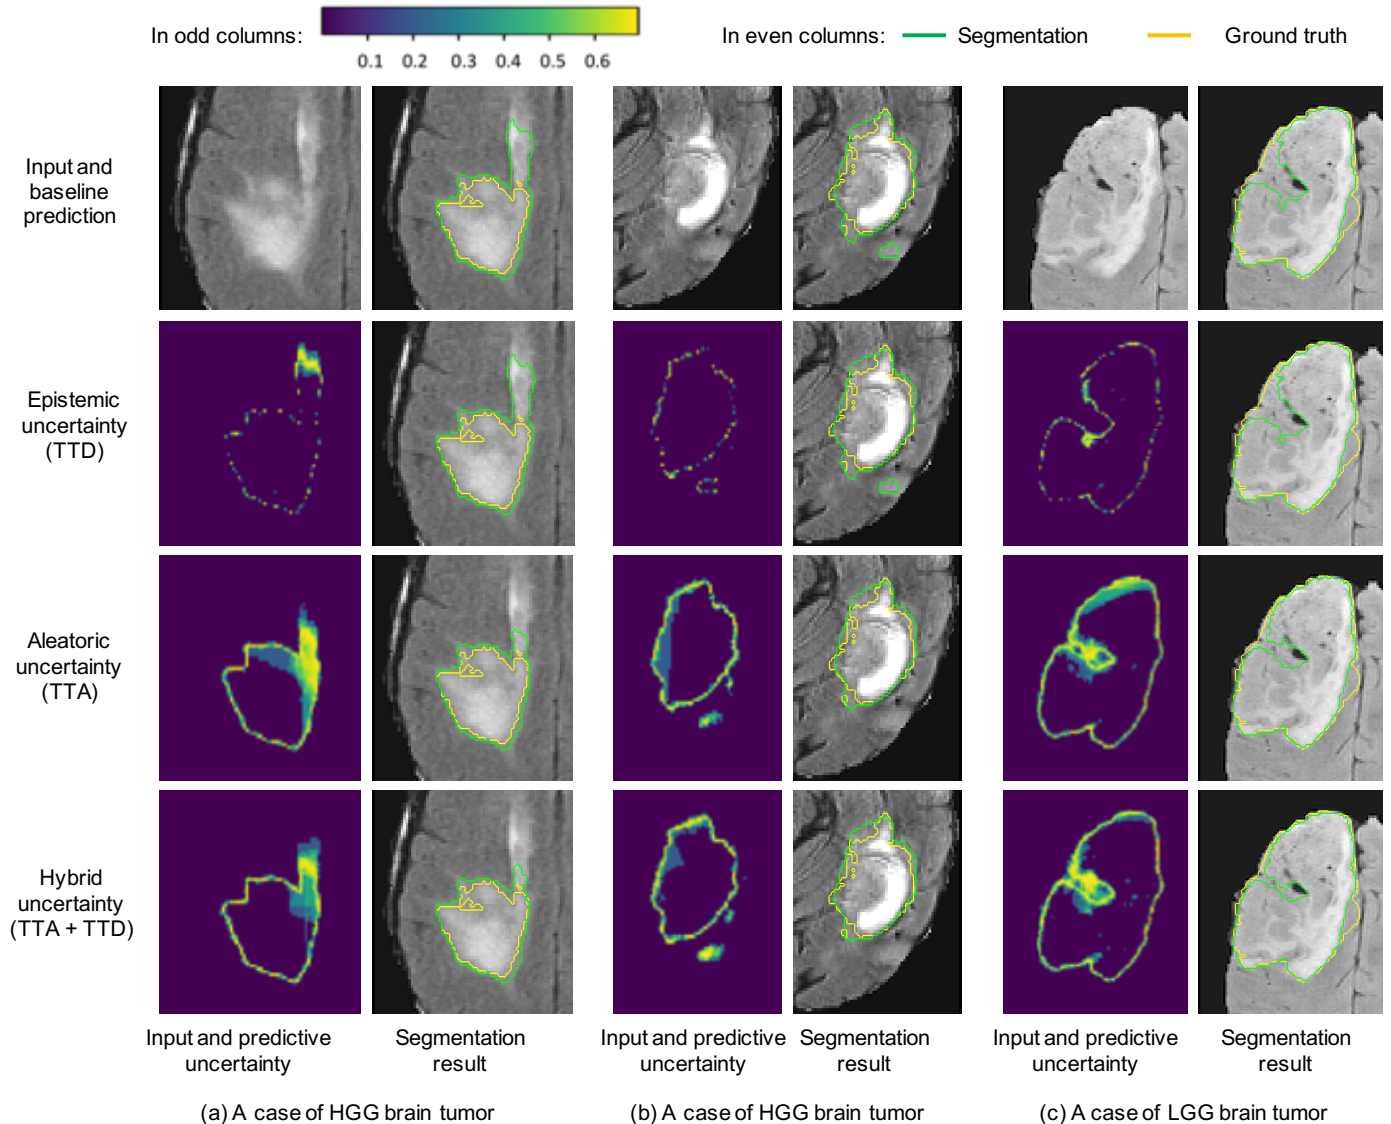 In odd columns:
0.1 0.2 0.3 0.4 0.5 0.6
In even columns:
Segmentation
Ground truth
Input and
baseline
prediction
Epistemic
uncertainty
(TTD)
Aleatoric
uncertainty
(TTA)
Hybrid
uncertainty
(TTA + TTD)
Input and predictive
uncertainty
Segmentation
result
Input and predictive
uncertainty
Segmentation
result
Input and predictive
uncertainty
Segmentation
result
(a) A case of HGG brain tumor
(b) A case of HGG brain tumor
(c) A case of LGG brain tumor